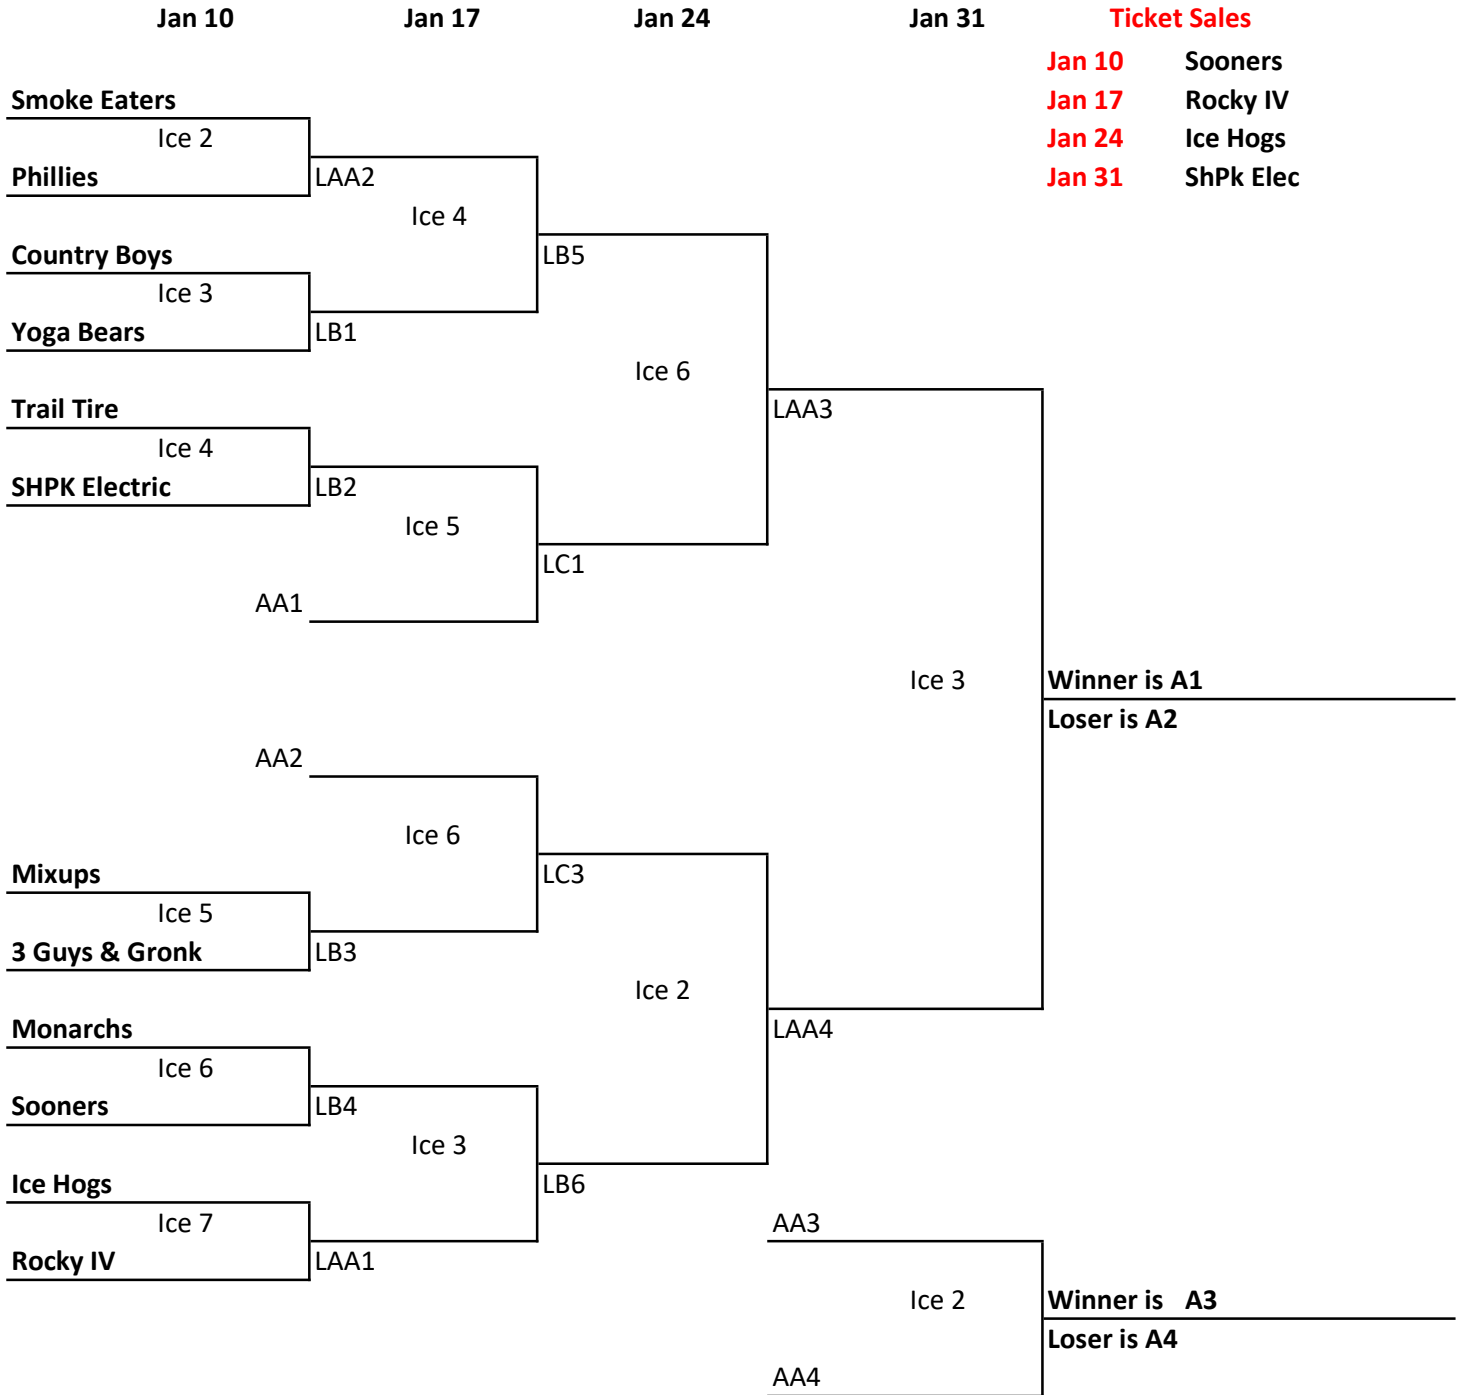 Jan 10 Jan 17 Jan 24 Jan 31 Ticket Sales
Jan 10 Sooners
Smoke Eaters Jan 17 Rocky IV
Ice 2 Jan 24 Ice Hogs
Phillies LAA2 Jan 31 ShPk Elec
Ice 4
Country Boys LB5
Ice 3
Yoga Bears LB1
Ice 6
Trail Tire LAA3
Ice 4
SHPK Electric LB2
Ice 5
LC1
AA1
Ice 3 Winner is A1
Loser is A2
AA2
Ice 6
Mixups LC3
Ice 5
3 Guys & Gronk LB3
Ice 2
Monarchs LAA4
Ice 6
Sooners LB4
Ice 3
Ice Hogs LB6
Ice 7 AA3
Rocky IV LAA1
Ice 2 Winner is A3
Loser is A4
AA4